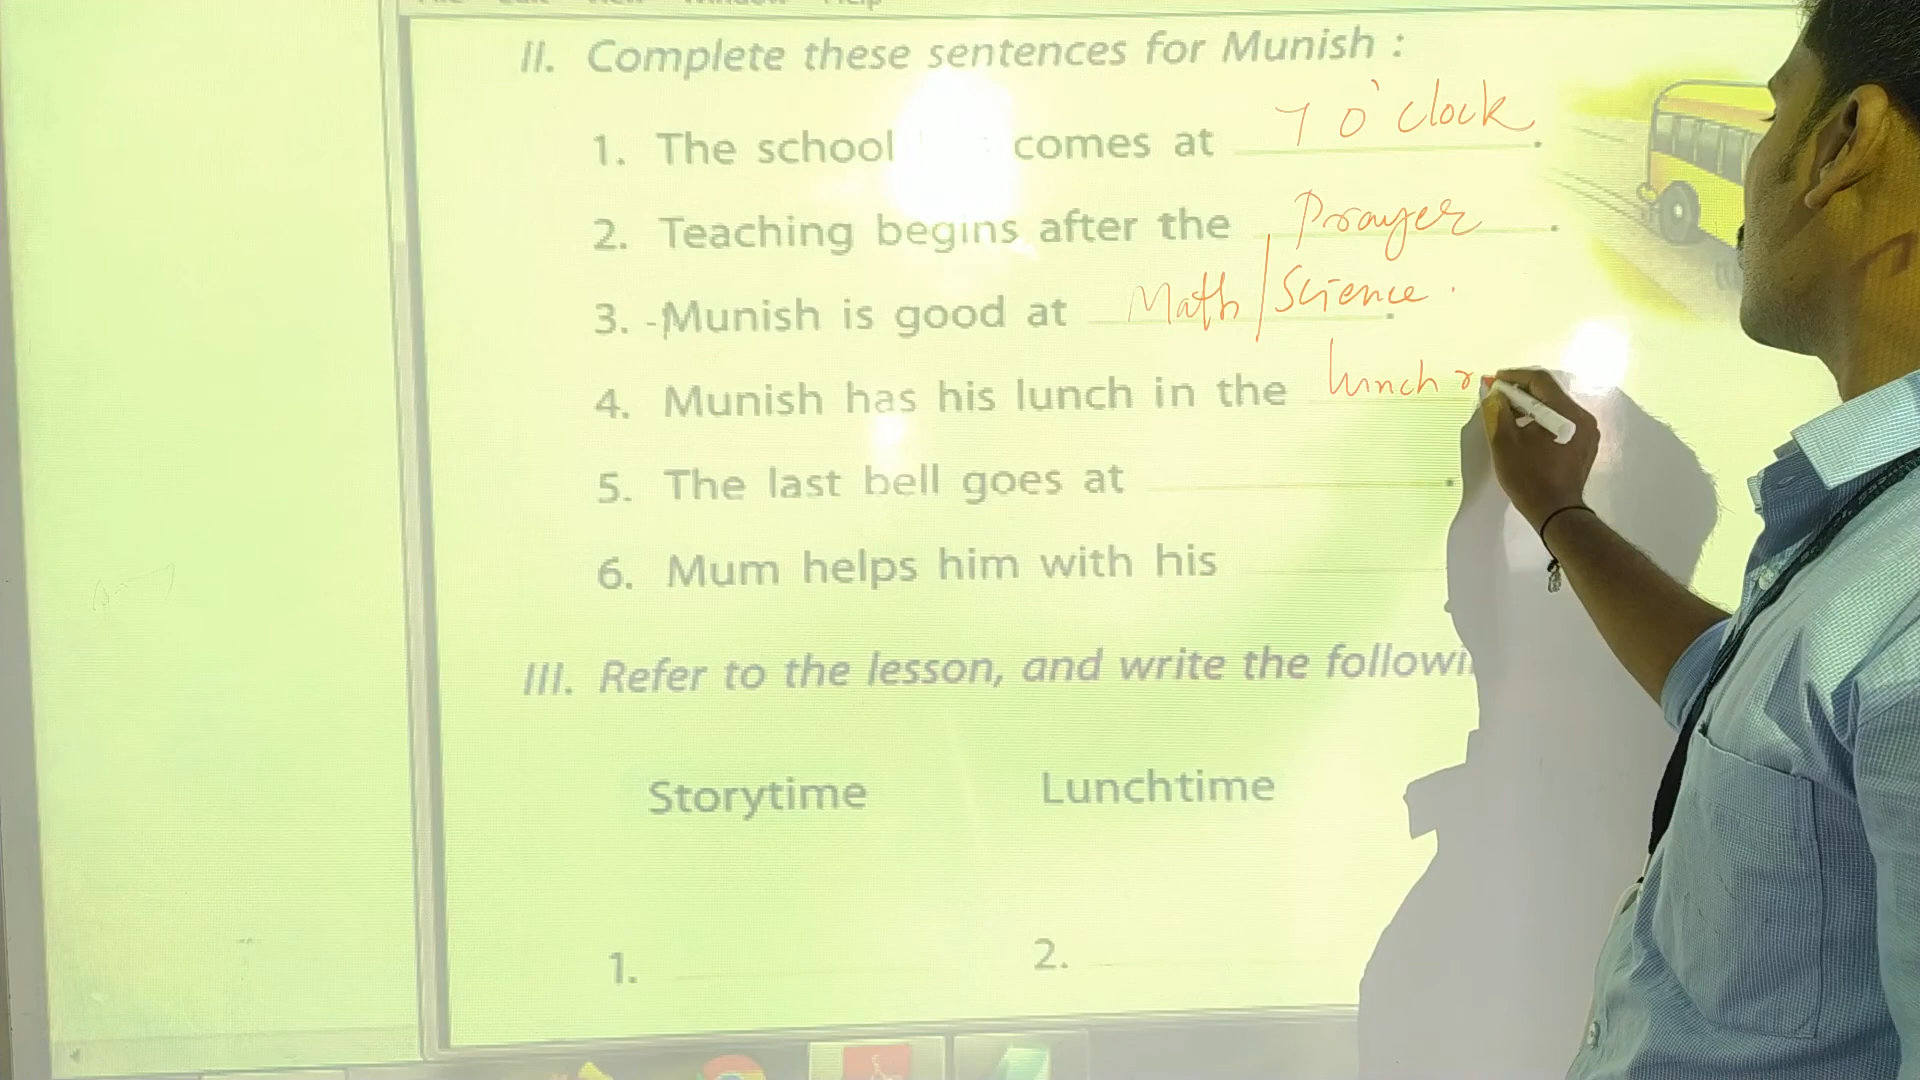 II. Complete these sentences for Munish :
1. The school comes at 7 o'clock.
2. Teaching begins after the Prayer.
3. Munish is good at Math/Science.
4. Munish has his lunch in the lunch r
5. The last bell goes at
6. Mum helps him with his
III. Refer to the lesson, and write the followi
Storytime Lunchtime
1. 2.